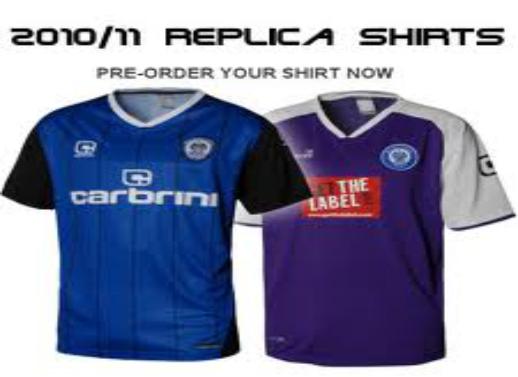 2010/11 REPLICA SHIRTS
PRE-ORDER YOUR SHIRT NOW
carbrini
THE
LABEL